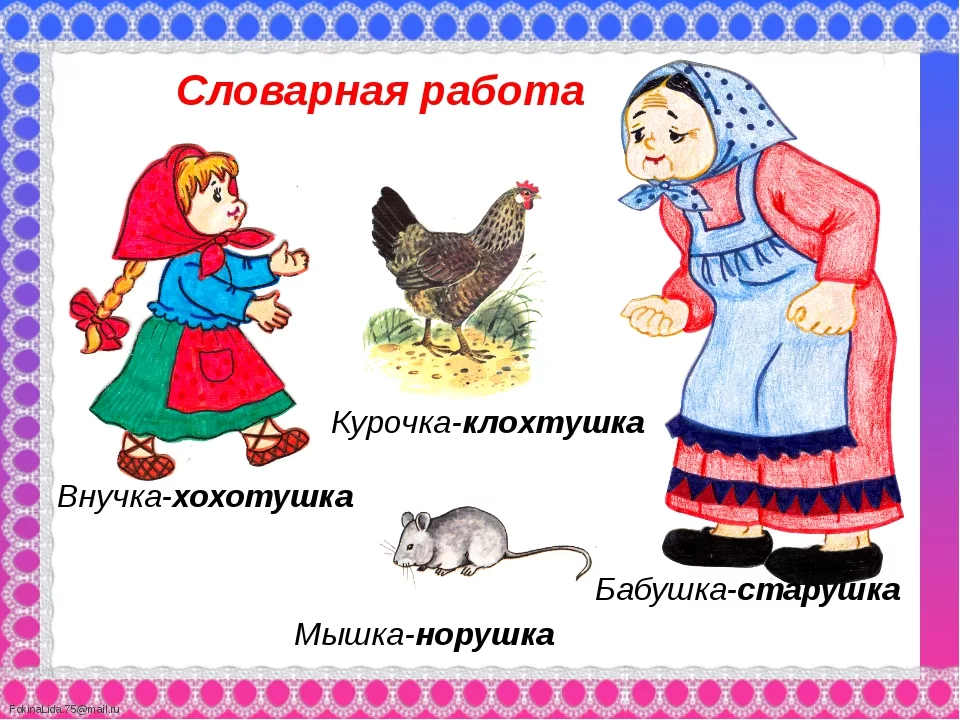 Словарная работа
Курочка-клохтушка
Внучка-хохотушка
Бабушка-старушка
Мышка-норушка
FokinaLida.75@mail.ru